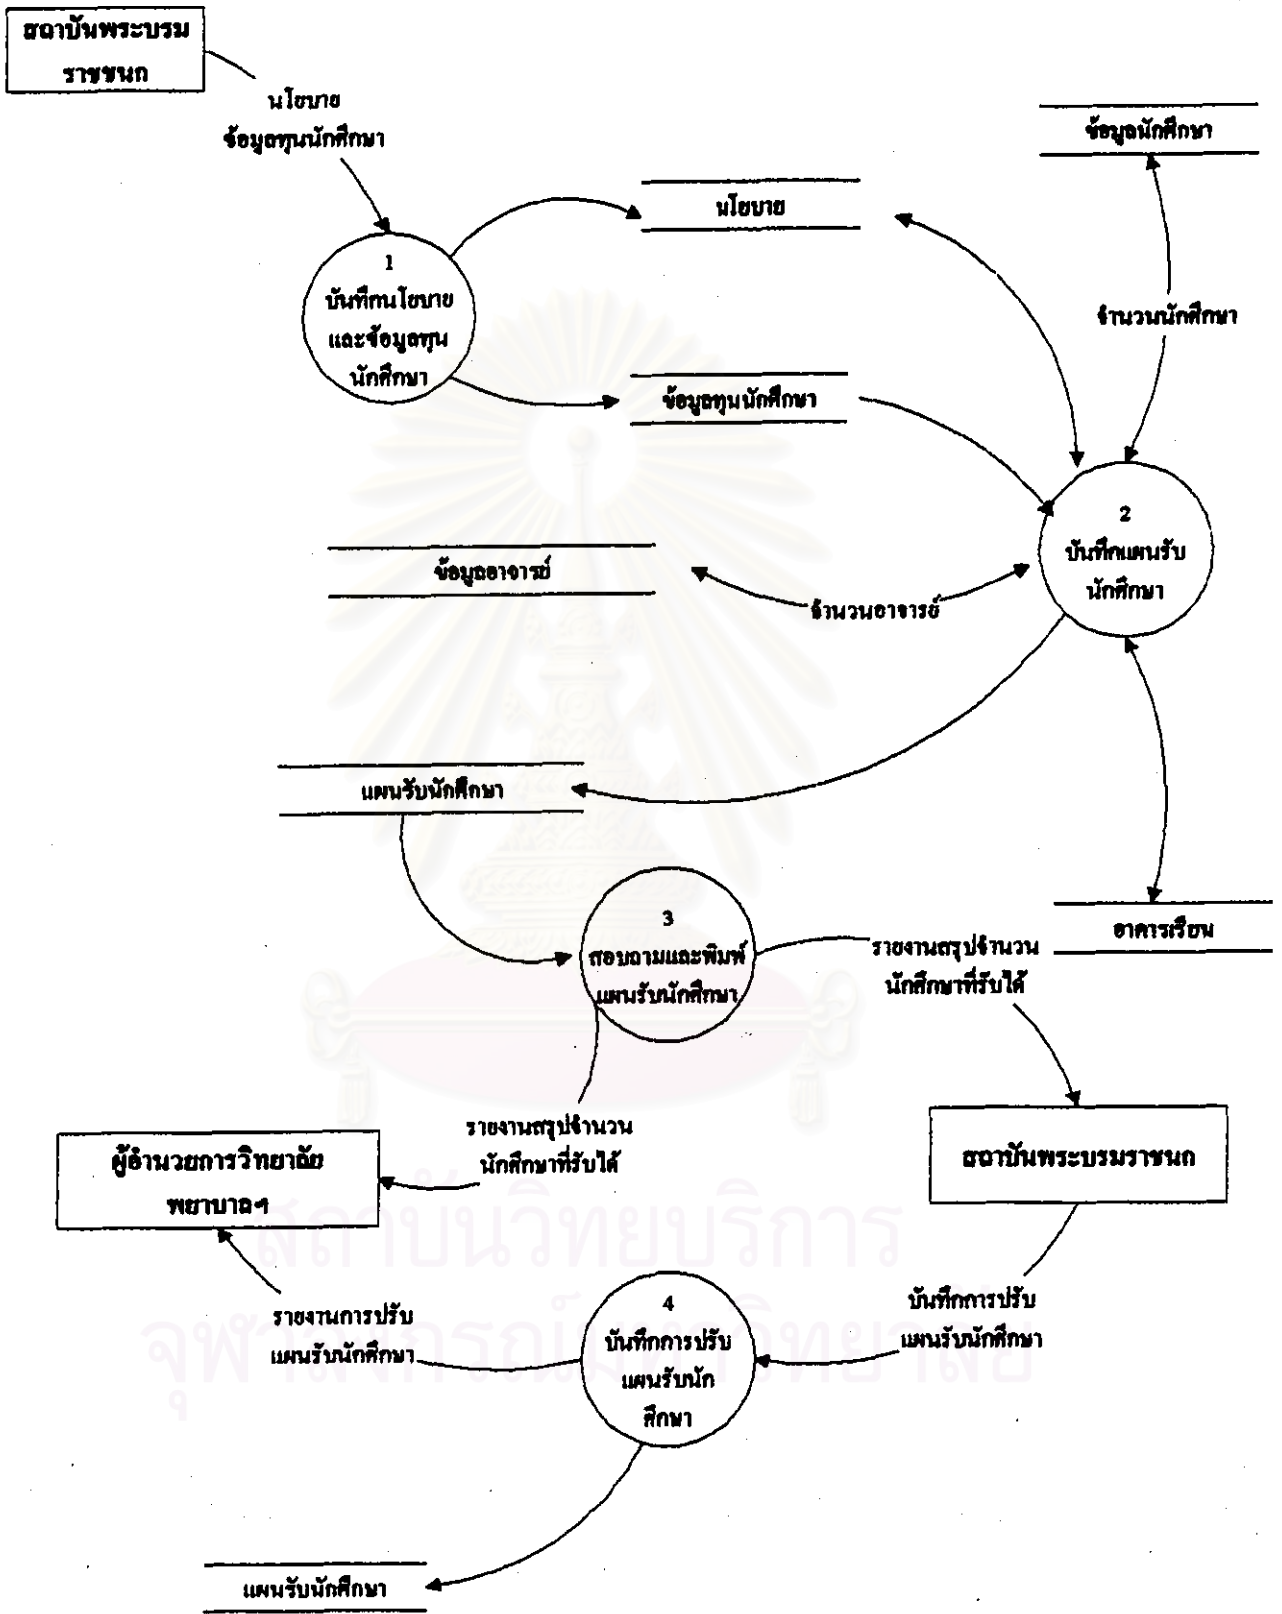 สถาบันพระบรม
ราชชนก
นโยบาย
ข้อมูลทุนนักศึกษา
ข้อมูลนักศึกษา
นโยบาย
1
บันทึกนโยบาย
และข้อมูลทุน
นักศึกษา
จำนวนนักศึกษา
ข้อมูลทุนนักศึกษา
2
บันทึกแผนรับ
นักศึกษา
ข้อมูลอาจารย์
จำนวนอาจารย์
แผนรับนักศึกษา
3
สอบถามและพิมพ์
แผนรับนักศึกษา
อาคารเรียน
รายงานสรุปจำนวน
นักศึกษาที่รับได้
รายงานสรุปจำนวน
นักศึกษาที่รับได้
ผู้อำนวยการวิทยาลัย
พยาบาลฯ
สถาบันพระบรมราชนก
สถาบันวิทยบริการ
จุฬาลงกรณ์มหาวิทยาลัย
รายงานการปรับ
แผนรับนักศึกษา
4
บันทึกการปรับ
แผนรับนัก
ศึกษา
บันทึกการปรับ
แผนรับนักศึกษา
แผนรับนักศึกษา